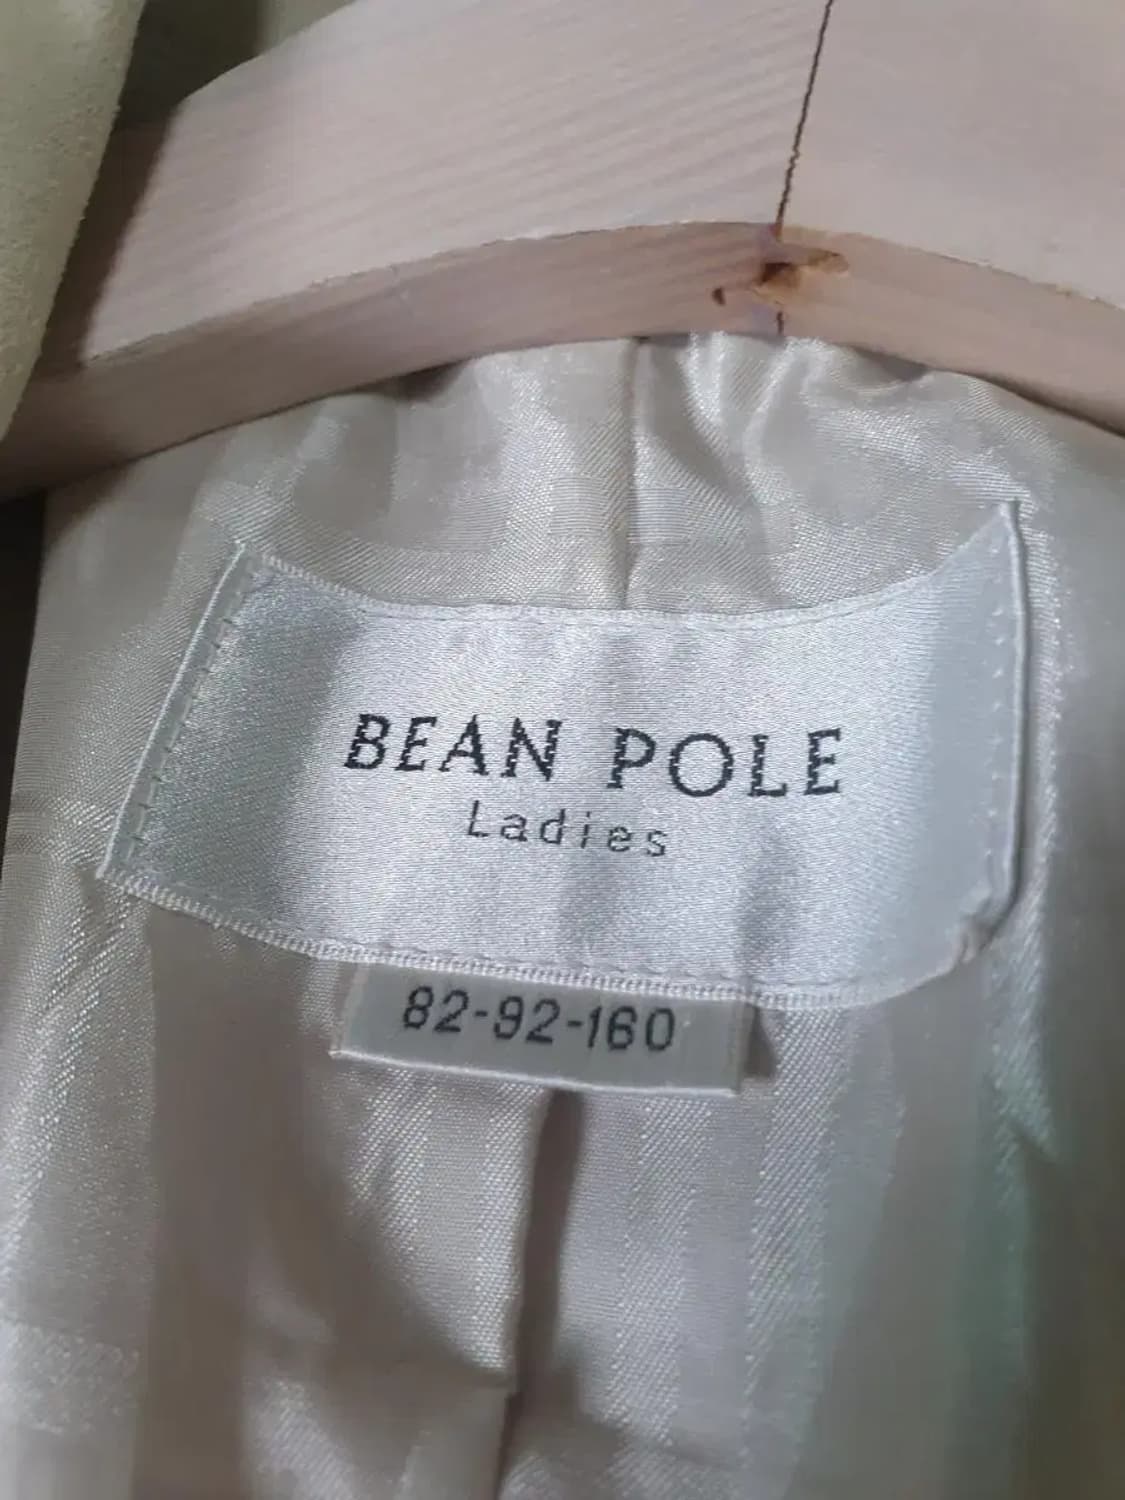 BEAN POLE
Ladies
82-92-160